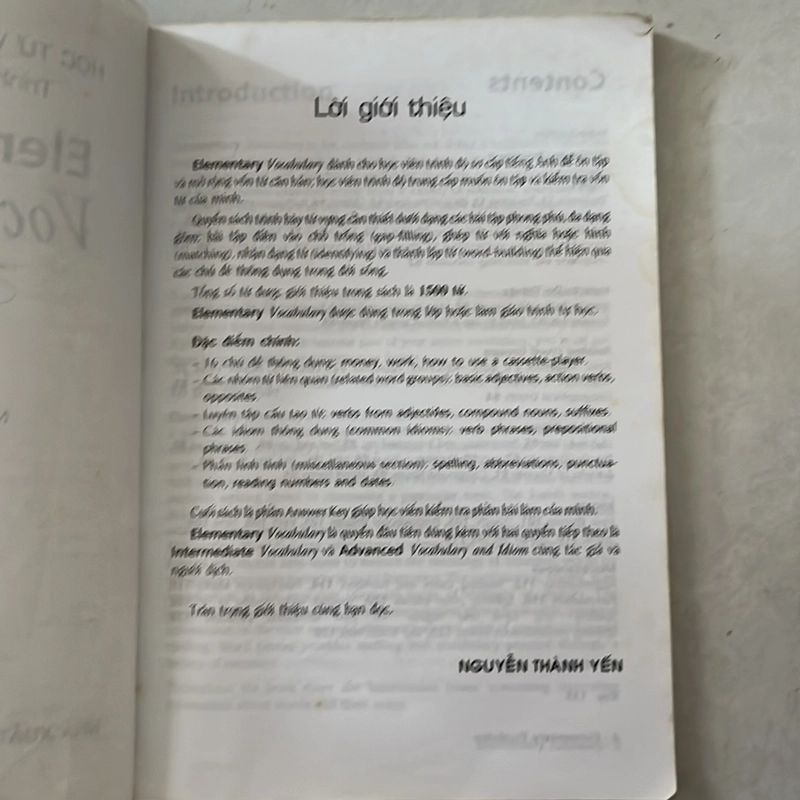 Lời giới thiệu
Elementary Vocabulary dành cho học viên trình độ sơ cấp tiếng Anh để ôn tập
và mở rộng vốn từ căn bản; học viên trình độ trung cấp muốn ôn tập và kiểm tra vốn
từ của mình.
Quyển sách trình bày từ vựng cần thiết dưới dạng các bài tập phong phú, đa dạng
gồm: bài tập điền vào chỗ trống (gap-filling), ghép từ với nghĩa hoặc hình
(matching), nhận dạng từ (identifying) và thành lập từ (word-building) thể hiện qua
các chủ đề thông dụng trong đời sống.
Tổng số từ được giới thiệu trong sách là 1500 từ.
Elementary Vocabulary được dùng trong lớp hoặc làm giáo trình tự học.
Đặc điểm chính:
– 16 chủ đề thông dụng: money, work, how to use a cassette-player.
– Các nhóm từ liên quan (related word groups): basic adjectives, action verbs,
opposites.
– Luyện tập cấu tạo từ: verbs from adjectives, compound nouns, suffixes.
– Các idiom thông dụng (common idioms): verb phrases, prepositional
phrases.
– Phần linh tinh (miscellaneous section): spelling, abbreviations, punctua-
tion, reading numbers and dates.
Cuối sách là phần Answer Key giúp học viên kiểm tra phần bài làm của mình.
Elementary Vocabulary là quyển đầu tiên dùng kèm với hai quyển tiếp theo là
Intermediate Vocabulary và Advanced Vocabulary and Idiom cùng tác giả và
người dịch.
Trân trọng giới thiệu cùng bạn đọc.
NGUYỄN THÀNH YẾN